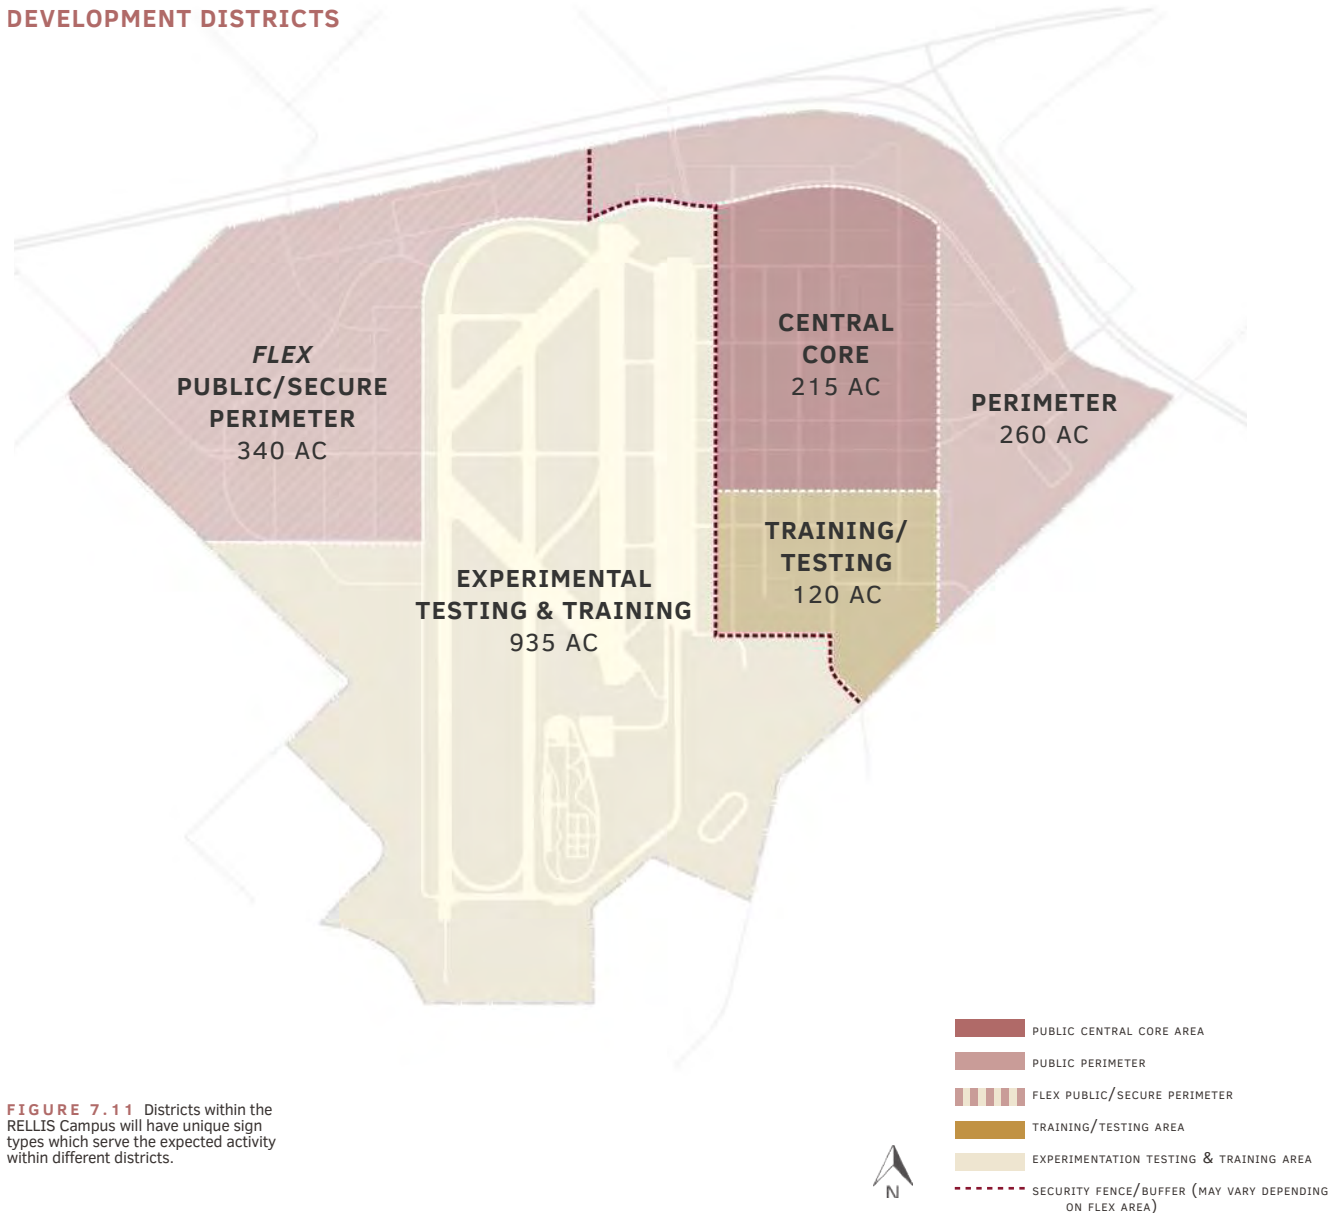 DEVELOPMENT DISTRICTS
FLEX
PUBLIC/SECURE
PERIMETER
340 AC
CENTRAL
CORE
215 AC
PERIMETER
260 AC
TRAINING/
TESTING
120 AC
EXPERIMENTAL
TESTING & TRAINING
935 AC
PUBLIC CENTRAL CORE AREA
PUBLIC PERIMETER
FLEX PUBLIC/SECURE PERIMETER
TRAINING/TESTING AREA
EXPERIMENTATION TESTING & TRAINING AREA
SECURITY FENCE/BUFFER (MAY VARY DEPENDING
ON FLEX AREA)
N
FIGURE 7.11 Districts within the
RELLIS Campus will have unique sign
types which serve the expected activity
within different districts.